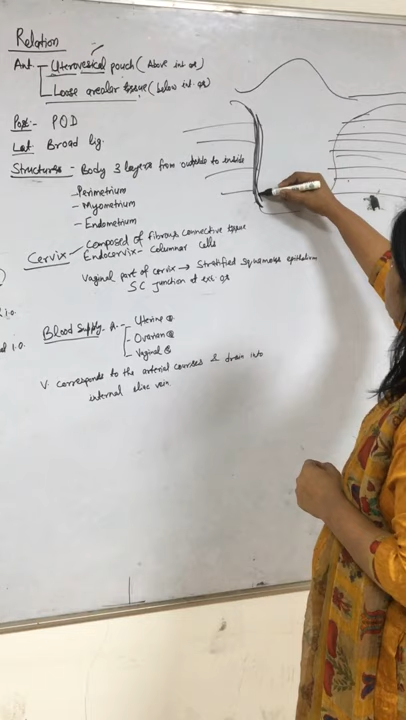 Relation
Ant - Uterovesical pouch (Above int os)
Loose areolar tissue (below int. os)
Post:- POD
Lat Broad lig.
Structures - Body 3 layers from outside to inside
- Perimetrium
- Myometrium
- Endometrium
Cervix - Composed of fibrous connective tissue
Endocervix - Columnar cells
Vaginal part of cervix → Stratified squamous epithelium
SC junction at ext os
Blood Supply. A. - Uterine @
- Ovarian @
- Vaginal @
V. corresponds to the arterial courses & drain into
internal iliac vein